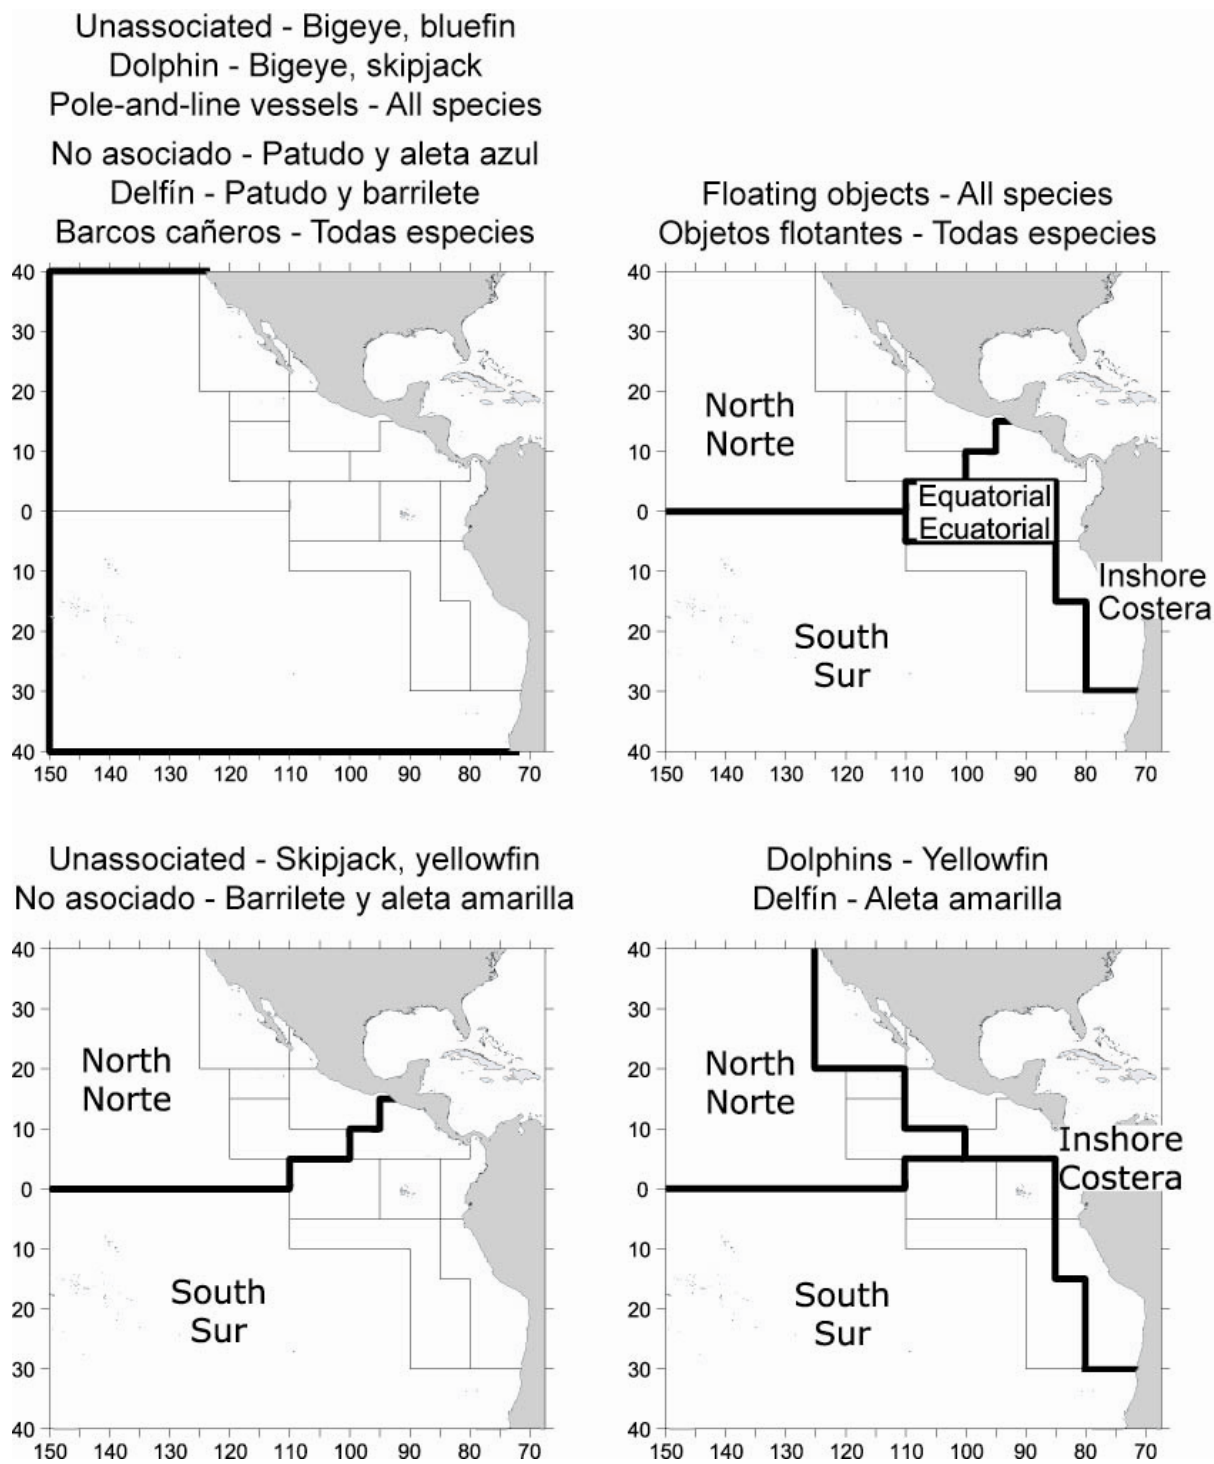 Unassociated - Bigeye, bluefin
Dolphin - Bigeye, skipjack
Pole-and-line vessels - All species
No asociado - Patudo y aleta azul
Delfín - Patudo y barrilete
Barcos cañeros - Todas especies
40
30
20
10
0
10
20
30
40
150 140 130 120 110 100 90 80 70
Floating objects - All species
Objetos flotantes - Todas especies
40
30
20
10
0
10
20
30
40
North
Norte
Equatorial
Ecuatorial
Inshore
Costera
South
Sur
150 140 130 120 110 100 90 80 70
Unassociated - Skipjack, yellowfin
No asociado - Barrilete y aleta amarilla
40
30
20
10
0
10
20
30
40
North
Norte
South
Sur
150 140 130 120 110 100 90 80 70
Dolphins - Yellowfin
Delfín - Aleta amarilla
40
30
20
10
0
10
20
30
40
North
Norte
Inshore
Costera
South
Sur
150 140 130 120 110 100 90 80 70